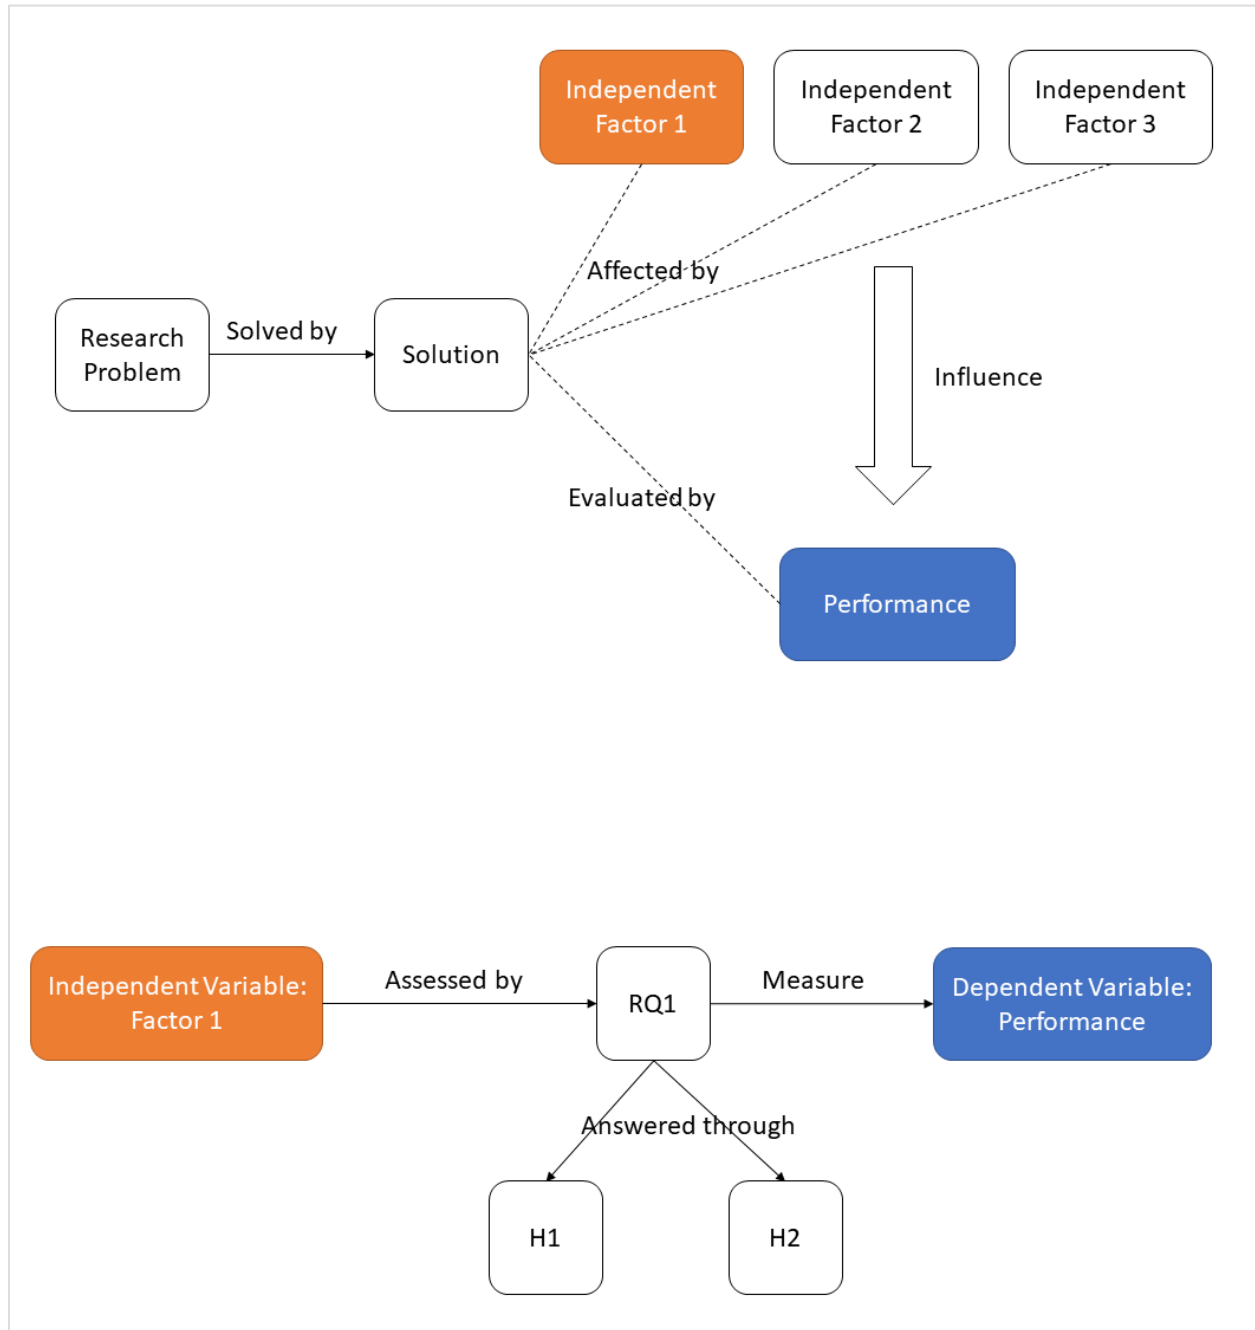 Independent
Factor 1
Independent
Factor 2
Independent
Factor 3
Affected by
Research
Problem
Solved by
Solution
Influence
Evaluated by
Performance
Independent Variable:
Factor 1
Assessed by
RQ1
Measure
Dependent Variable:
Performance
Answered through
H1
H2